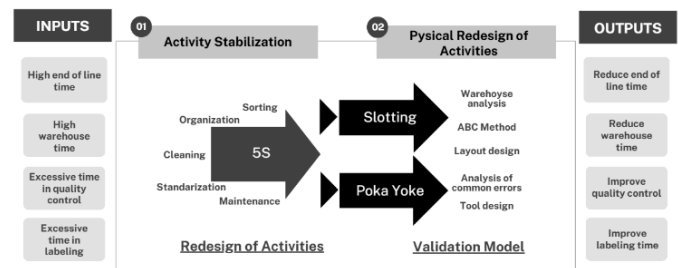 INPUTS
01
Activity Stabilization
02
Pysical Redesign of
Activities
OUTPUTS
High end of line
time
High
warehouse
time
Excessive time
in quality
control
Excessive
time in
labeling
Sorting
Organization
Cleaning
Standarization
Maintenance
5S
Slotting
Poka Yoke
Warehoyse
analysis
ABC Method
Layout design
Analysis of
common errors
Tool design
Redesign of Activities
Validation Model
Reduce end of
line time
Reduce
warehouse
time
Improve
quality control
Improve
labeling time